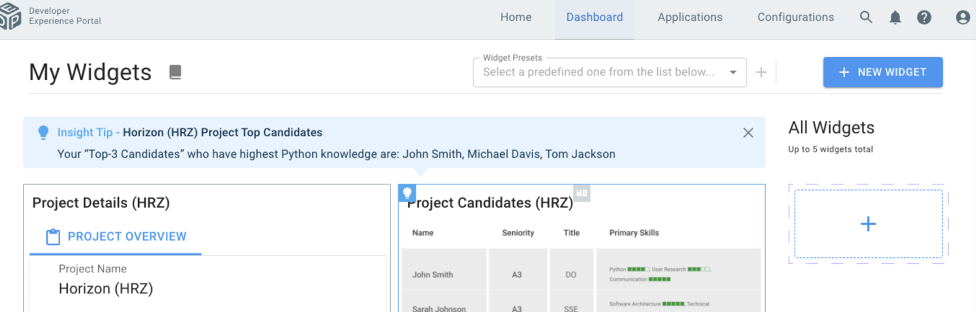 Developer
Experience Portal
Home
Dashboard
Applications
Configurations
My Widgets
Widget Presets
Select a predefined one from the list below...
+ NEW WIDGET
Insight Tip - Horizon (HRZ) Project Top Candidates
Your “Top-3 Candidates” who have highest Python knowledge are: John Smith, Michael Davis, Tom Jackson
All Widgets
Up to 5 widgets total
Project Details (HRZ)
PROJECT OVERVIEW
Project Name
Horizon (HRZ)
Project Candidates (HRZ)
Name Seniority Title Primary Skills
John Smith A3 DO Python User Research
Communication
Sarah Johnson A3 SSE Software Architecture Technical